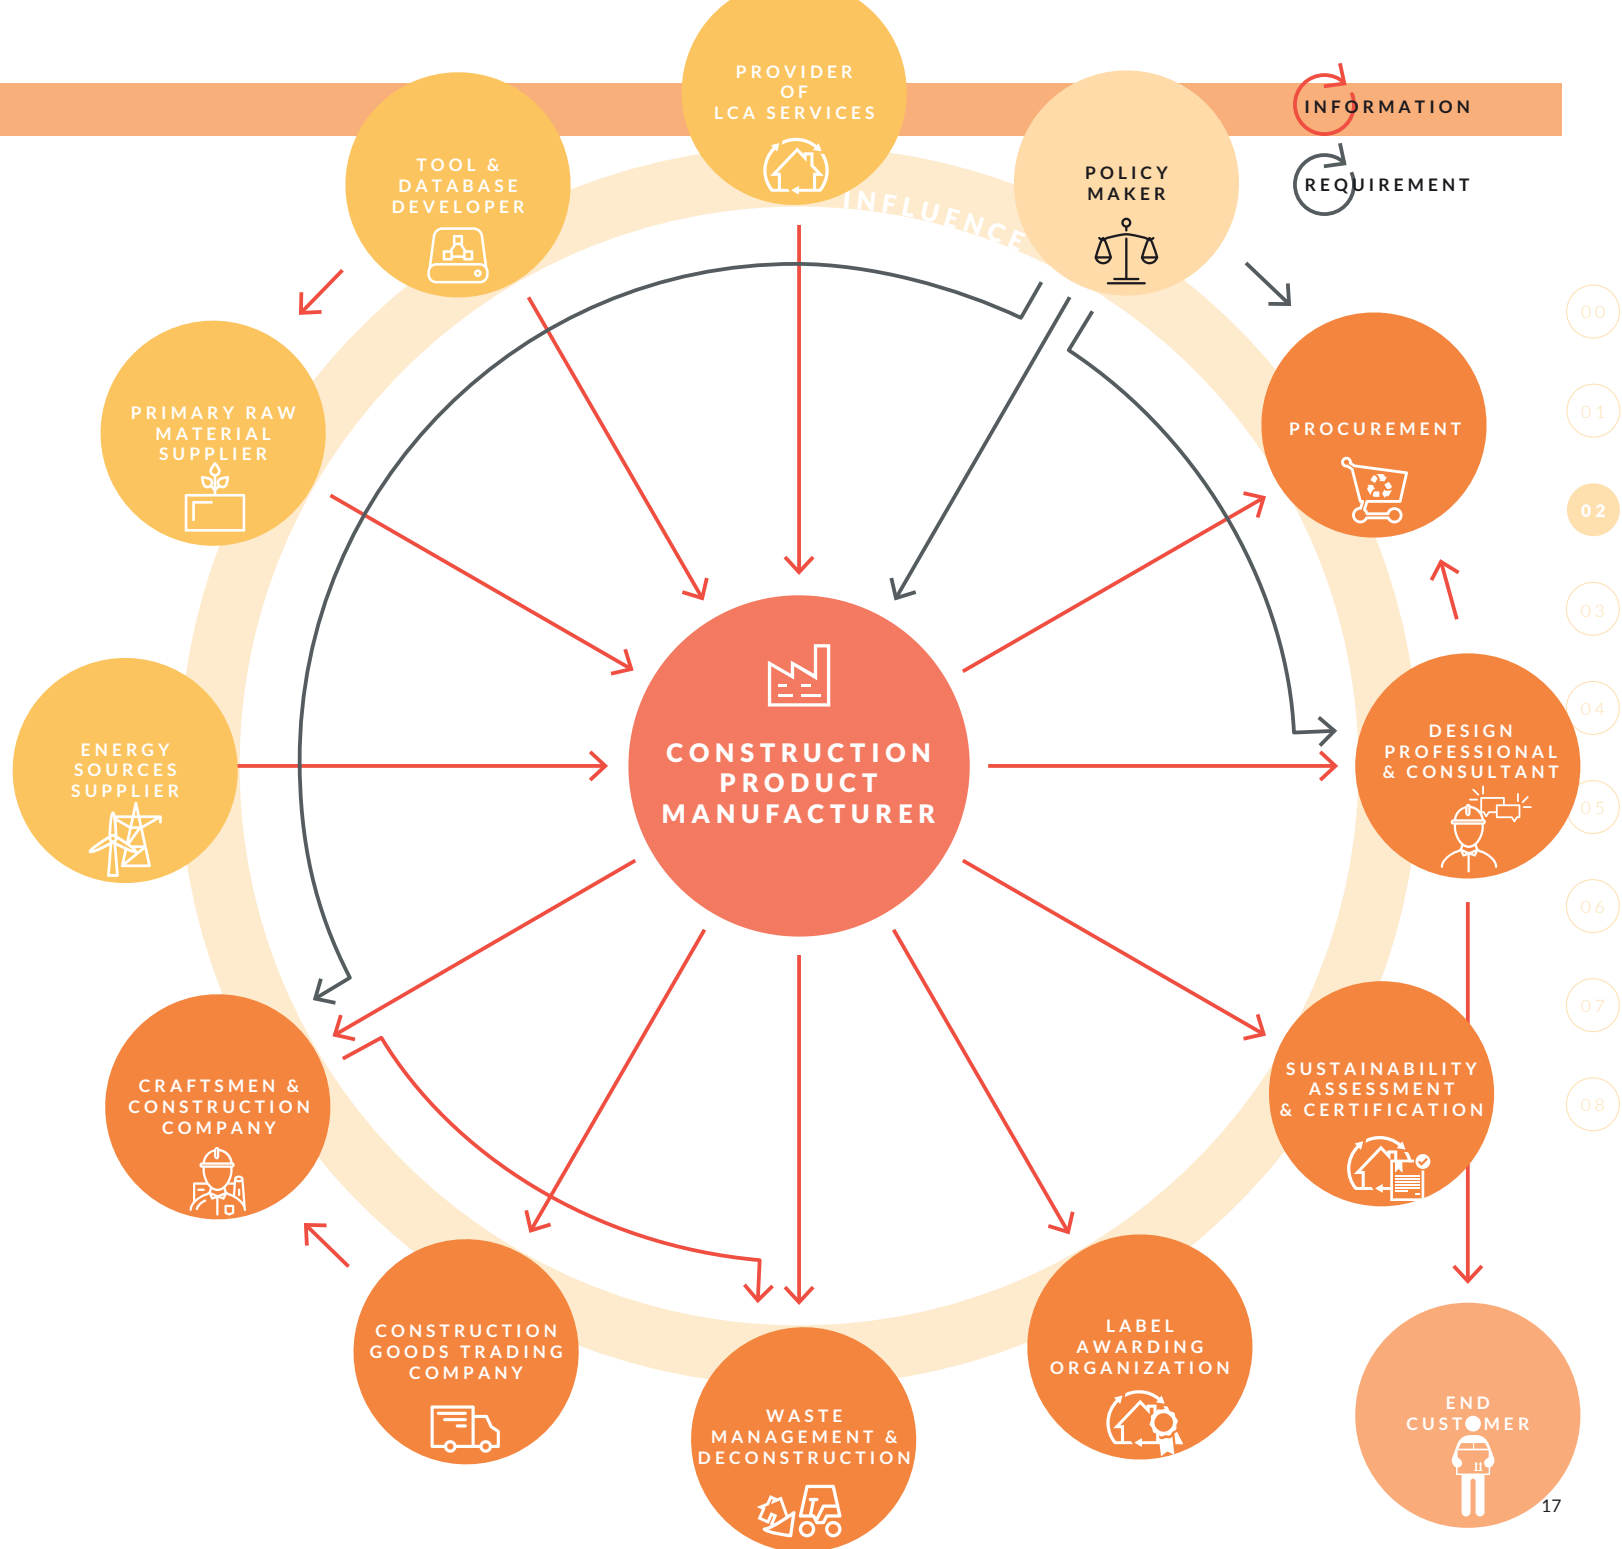 PROVIDER
OF
LCA SERVICES
TOOL &
DATABASE
DEVELOPER
POLICY
MAKER
INFORMATION
REQUIREMENT
INFLUENCE
PRIMARY RAW
MATERIAL
SUPPLIER
PROCUREMENT
ENERGY
SOURCES
SUPPLIER
CONSTRUCTION
PRODUCT
MANUFACTURER
DESIGN
PROFESSIONAL
& CONSULTANT
CRAFTSMEN &
CONSTRUCTION
COMPANY
SUSTAINABILITY
ASSESSMENT
& CERTIFICATION
CONSTRUCTION
GOODS TRADING
COMPANY
WASTE
MANAGEMENT &
DECONSTRUCTION
LABEL
AWARDING
ORGANIZATION
END
CUSTOMER
00
01
02
03
04
05
06
07
08
17